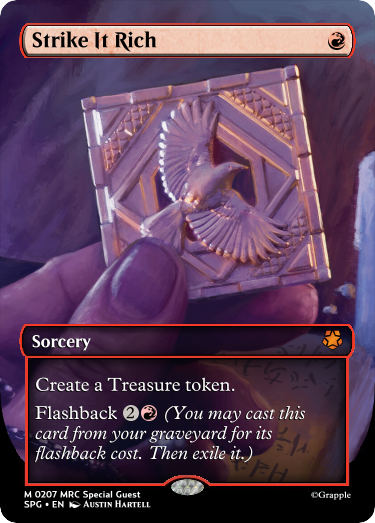 Strike It Rich
Sorcery
Create a Treasure token.
Flashback 2 (You may cast this
card from your graveyard for its
flashback cost. Then exile it.)
M 0207 MRC Special Guest
SPG • EN Austin Hartell
©Grapple